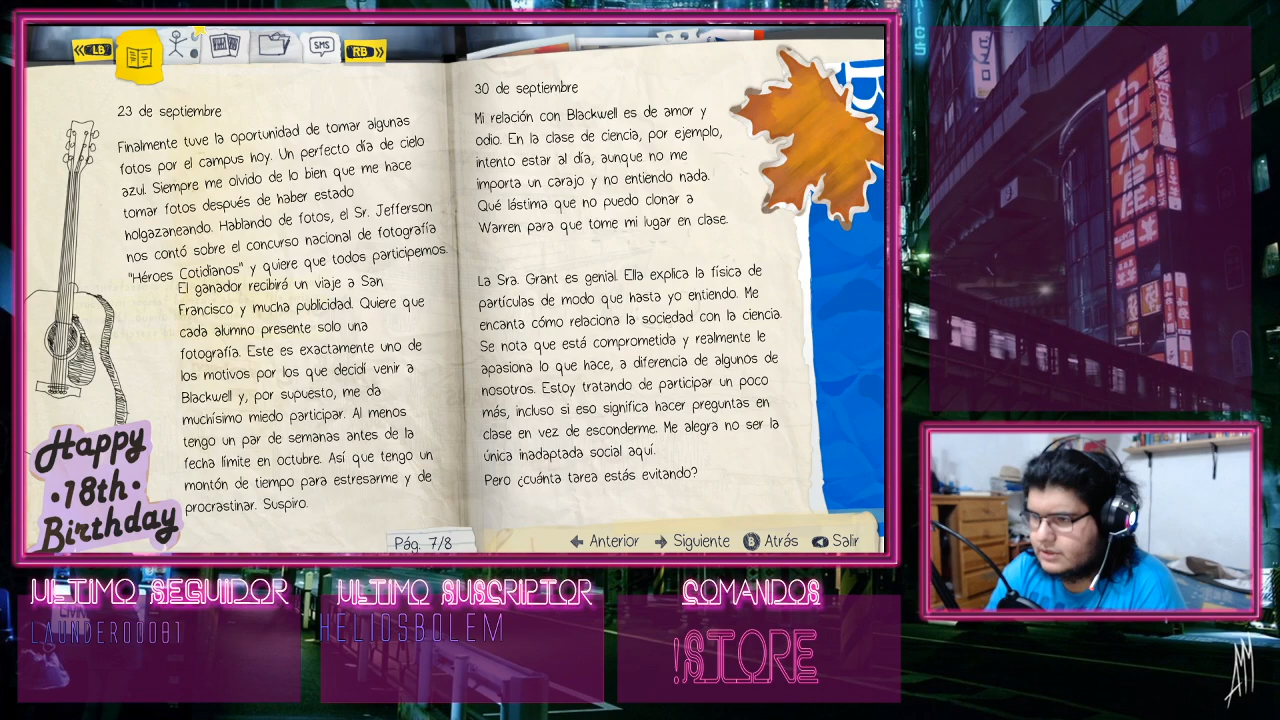 LB
SMS
RB
23 de septiembre
Finalmente tuve la oportunidad de tomar algunas
fotos por el campus hoy. Un perfecto día de cielo
azul. Siempre me olvido de lo bien que me hace
tomar fotos después de haber estado
holgazaneando. Hablando de fotos, el Sr. Jefferson
nos contó sobre el concurso nacional de fotografía
"Héroes Cotidianos" y quiere que todos participemos.
El ganador recibirá un viaje a San
Francisco y mucha publicidad. Quiere que
cada alumno presente solo una
fotografía. Este es exactamente uno de
los motivos por los que decidí venir a
Blackwell y, por supuesto, me da
muchísimo miedo participar. Al menos
tengo un par de semanas antes de la
fecha límite en octubre. Así que tengo un
montón de tiempo para estresarme y de
procrastinar. Suspiro.
Happy
•18th•
Birthday
30 de septiembre
Mi relación con Blackwell es de amor y
odio. En la clase de ciencia, por ejemplo,
intento estar al día, aunque no me
importa un carajo y no entiendo nada.
Qué lástima que no puedo clonar a
Warren para que tome mi lugar en clase.
La Sra. Grant es genial. Ella explica la física de
partículas de modo que hasta yo entiendo. Me
encanta cómo relaciona la sociedad con la ciencia.
Se nota que está comprometida y realmente le
apasiona lo que hace, a diferencia de algunos de
nosotros. Estoy tratando de participar un poco
más, incluso si eso significa hacer preguntas en
clase en vez de esconderme. Me alegra no ser la
única inadaptada social aquí.
Pero ¿cuánta tarea estás evitando?
Pág. 7/8
Anterior
Siguiente
B Atrás
Salir
ULTIMO SEGUIDOR
LAUNDER00081
ULTIMO SUSCRIPTOR
HELIOSBOLEM
COMANDOS
!STORE